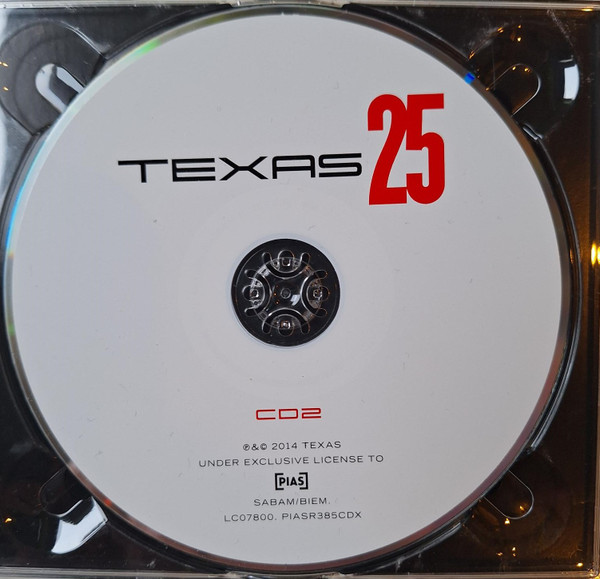 TEXAS 25
CD2
℗&© 2014 TEXAS
UNDER EXCLUSIVE LICENSE TO
[PIAS]
SABAM/BIEM.
LC07800. PIASR385CDX